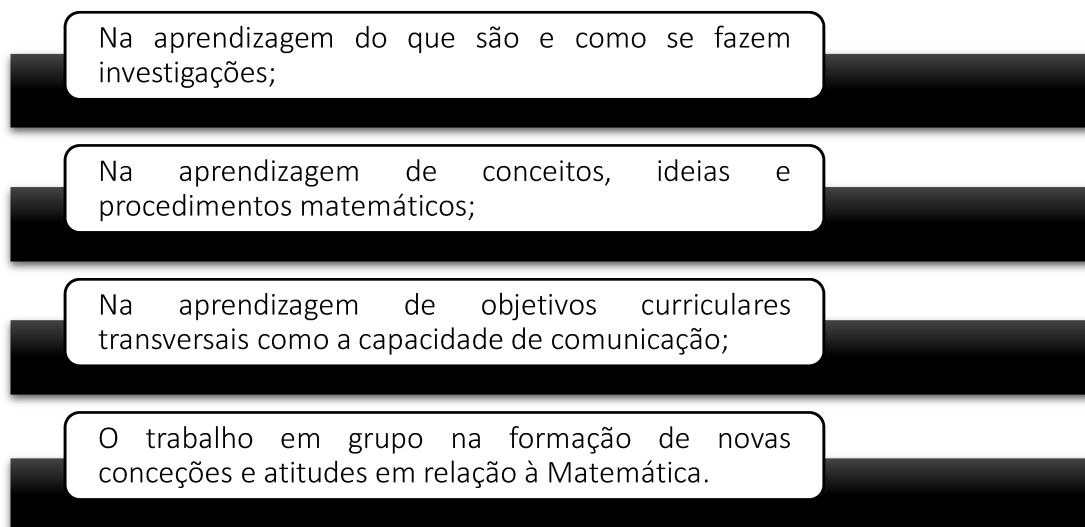 Na aprendizagem do que são e como se fazem
investigações;
Na aprendizagem de conceitos, ideias e
procedimentos matemáticos;
Na aprendizagem de objetivos curriculares
transversais como a capacidade de comunicação;
O trabalho em grupo na formação de novas
conceções e atitudes em relação à Matemática.